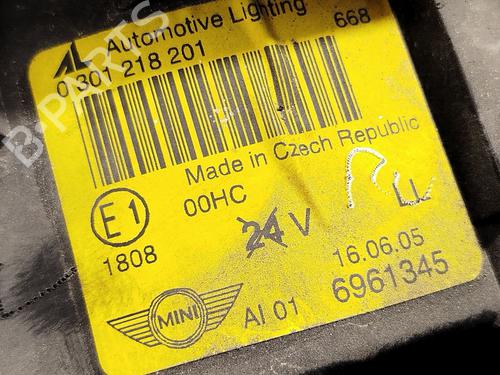 AL Automotive Lighting
0 301 218 201
668
Made in Czech Republic
E1
00HC
24 V
LL
1808
16.06.05
MINI
AI 01
6961345
B-PARTS